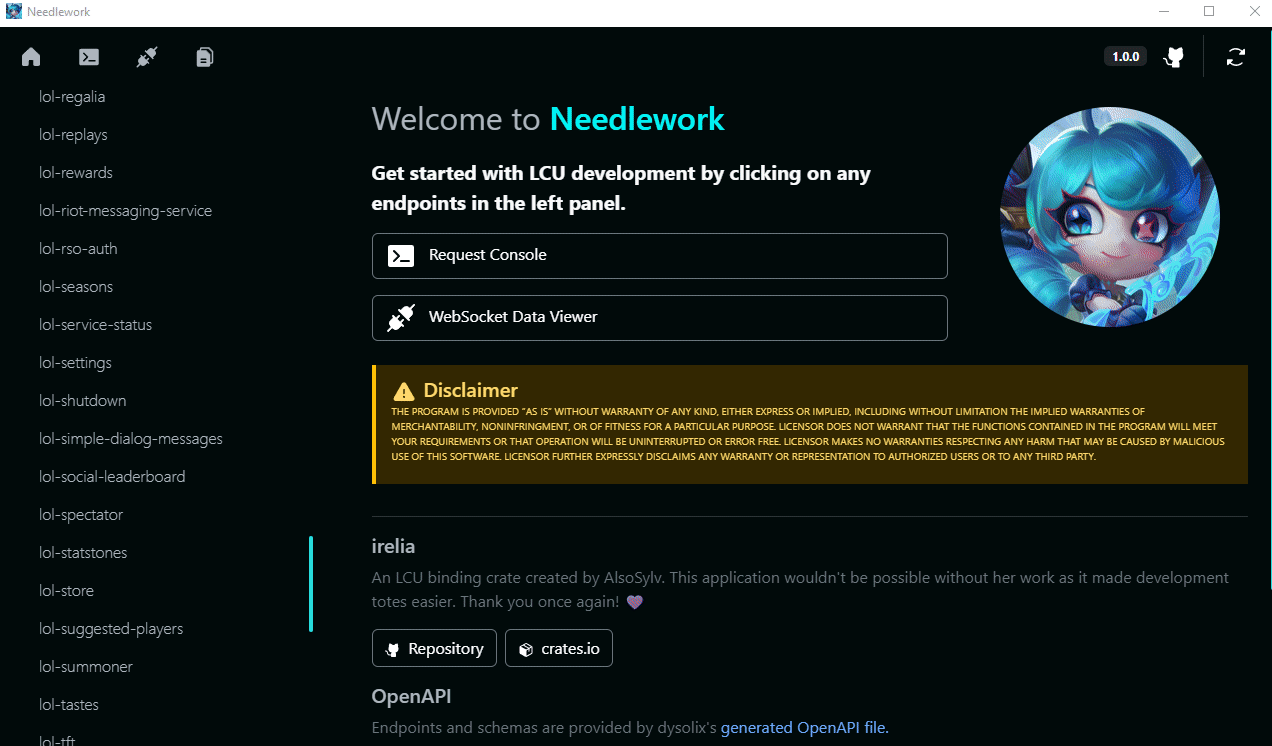 Needlework
1.0.0
lol-regalia
lol-replays
lol-rewards
lol-riot-messaging-service
lol-rso-auth
lol-seasons
lol-service-status
lol-settings
lol-shutdown
lol-simple-dialog-messages
lol-social-leaderboard
lol-spectator
lol-statstones
lol-store
lol-suggested_players
lol-summoner
lol-tastes
lol-tft
Welcome to Needlework
Get started with LCU development by clicking on any
endpoints in the left panel.
Request Console
WebSocket Data Viewer
Disclaimer
THE PROGRAM IS PROVIDED "AS IS" WITHOUT WARRANTY OF ANY KIND, EITHER EXPRESS OR IMPLIED, INCLUDING WITHOUT LIMITATION THE IMPLIED WARRANTIES OF
MERCHANTABILITY, NONINFRINGMENT, OR OF FITNESS FOR A PARTICULAR PURPOSE. LICENSOR DOES NOT WARRANT THAT THE FUNCTIONS CONTAINED IN THE PROGRAM WILL MEET
YOUR REQUIREMENTS OR THAT OPERATION WILL BE UNINTERRUPTED OR ERROR FREE. LICENSOR MAKES NO WARRANTIES RESPECTING ANY HARM THAT MAY BE CAUSED BY MALICIOUS
USE OF THIS SOFTWARE. LICENSOR FURTHER EXPRESSLY DISCLAIMS ANY WARRANTY OR REPRESENTATION TO AUTHORIZED USERS OR TO ANY THIRD PARTY.
irelia
An LCU binding crate created by AlsoSylv. This application wouldn't be possible without her work as it made development
totes easier. Thank you once again! 💖
Repository
crates.io
OpenAPI
Endpoints and schemas are provided by dysolix's generated OpenAPI file.